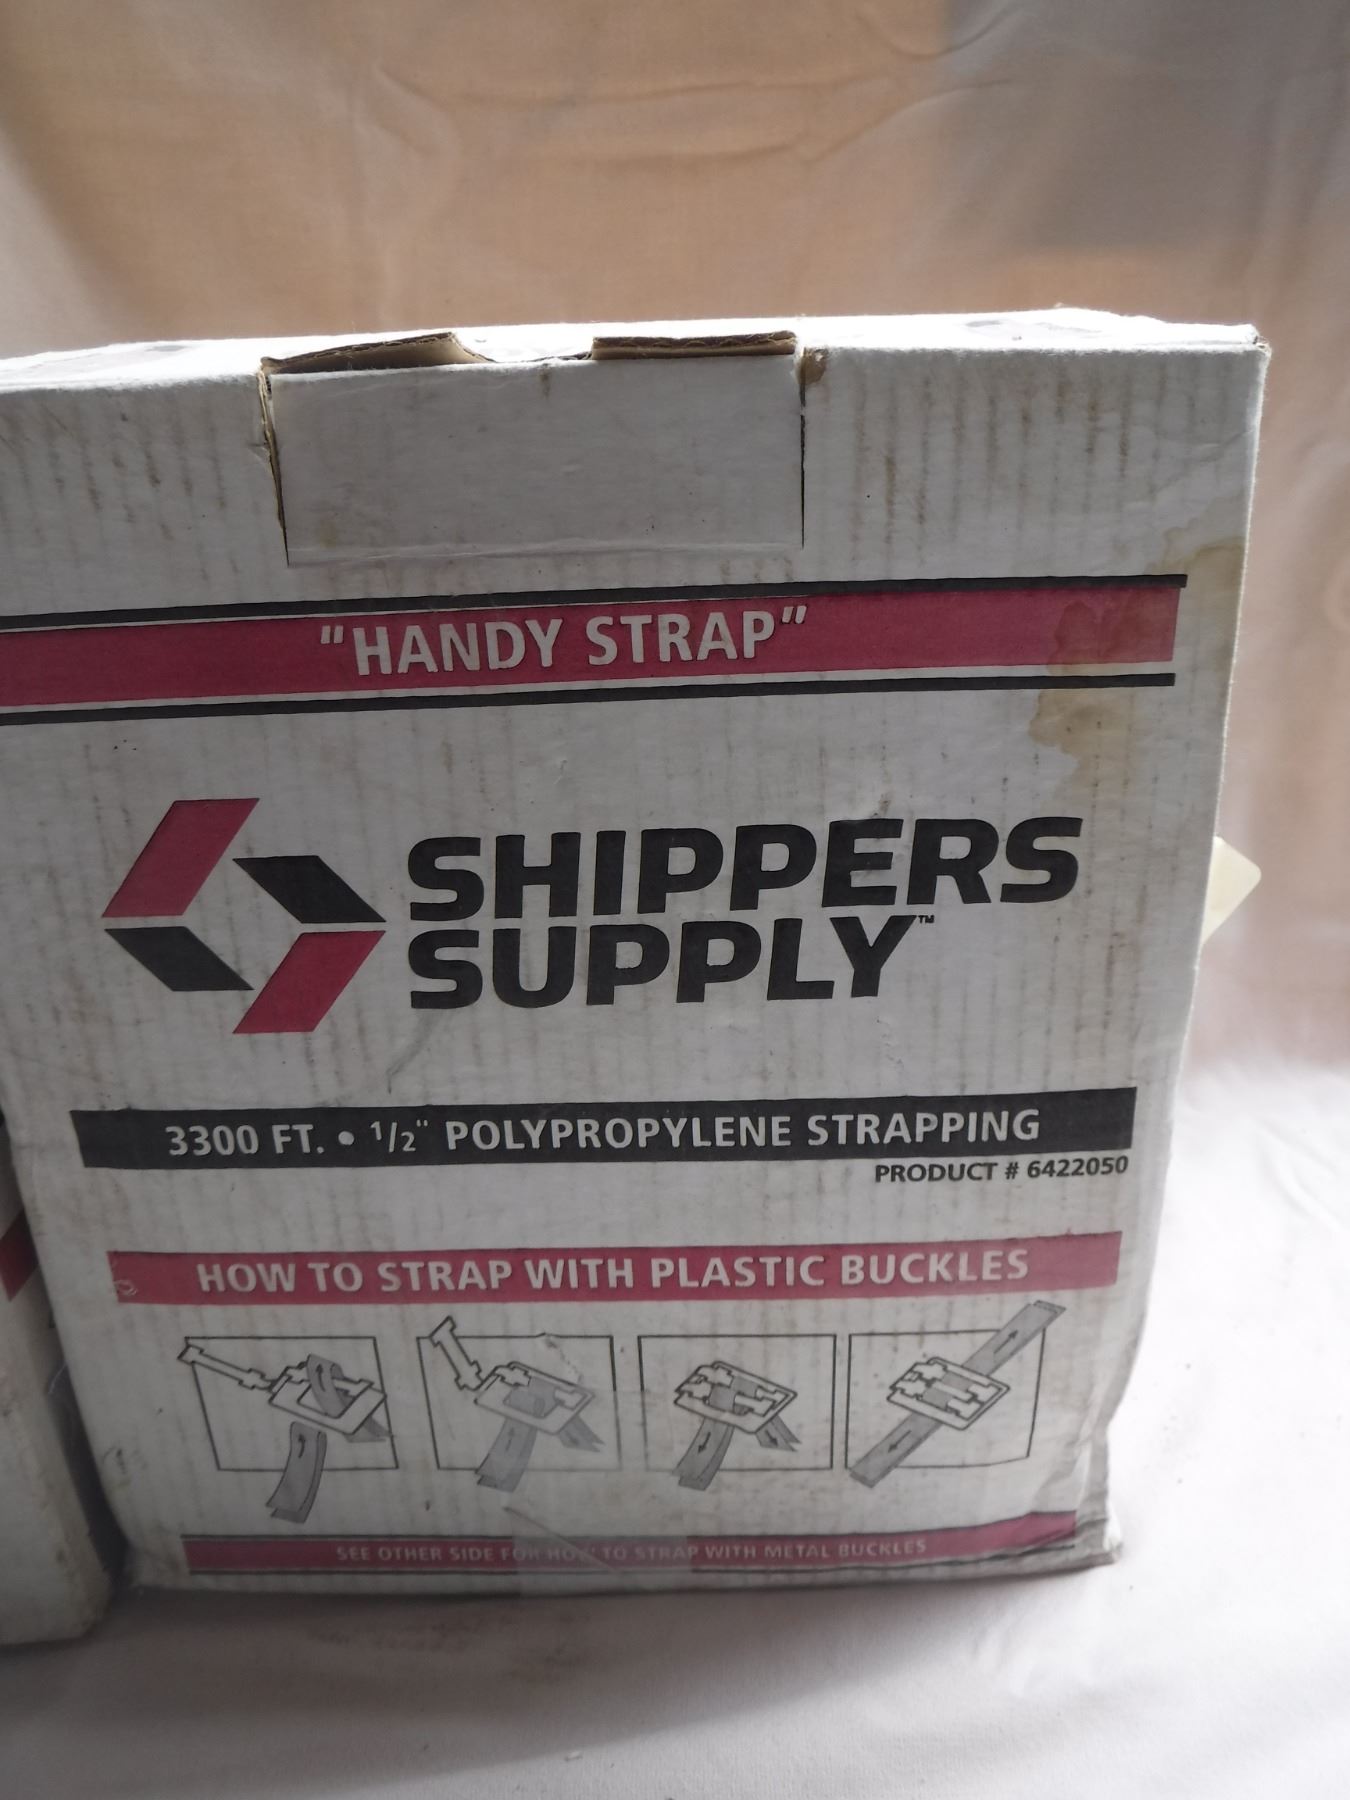 "HANDY STRAP"
SHIPPERS
SUPPLY™
3300 FT. • 1/2" POLYPROPYLENE STRAPPING
PRODUCT # 6422050
HOW TO STRAP WITH PLASTIC BUCKLES
SEE OTHER SIDE FOR HOW TO STRAP WITH METAL BUCKLES